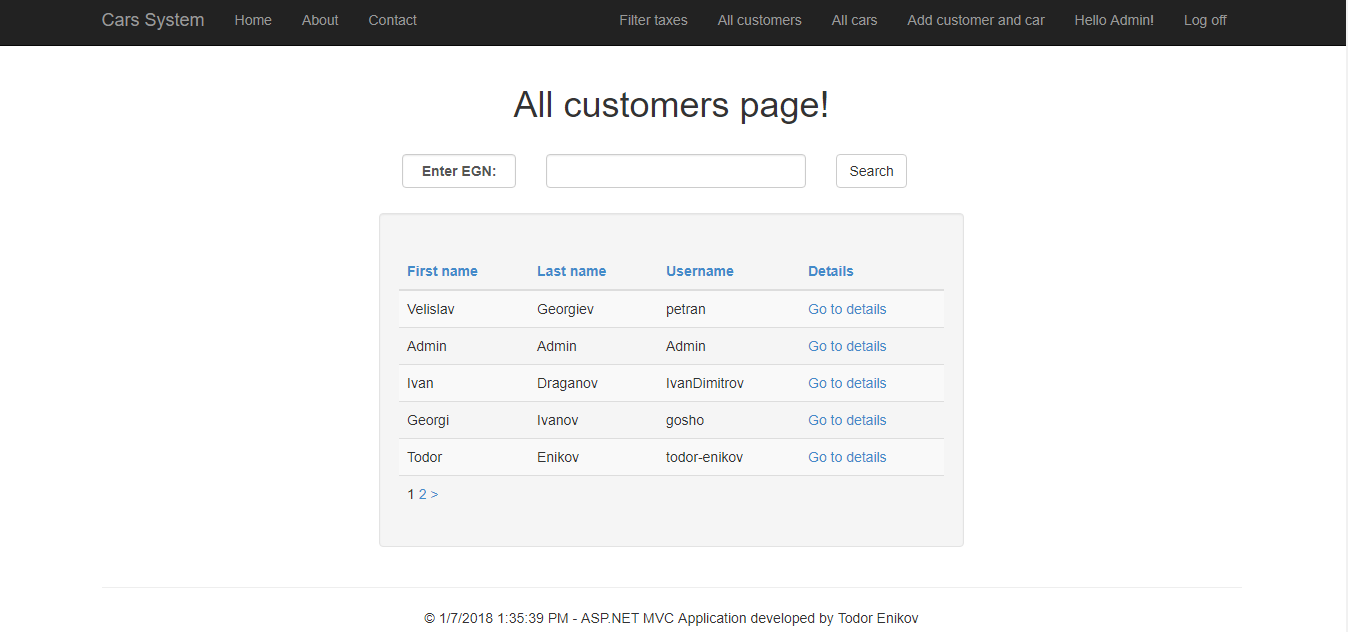 Cars System Home About Contact Filter taxes All customers All cars Add customer and car Hello Admin! Log off
All customers page!
Enter EGN: Search
First name Last name Username Details
Velislav Georgiev petran Go to details
Admin Admin Admin Go to details
Ivan Draganov IvanDimitrov Go to details
Georgi Ivanov gosho Go to details
Todor Enikov todor-enikov Go to details
1 2 >
© 1/7/2018 1:35:39 PM - ASP.NET MVC Application developed by Todor Enikov